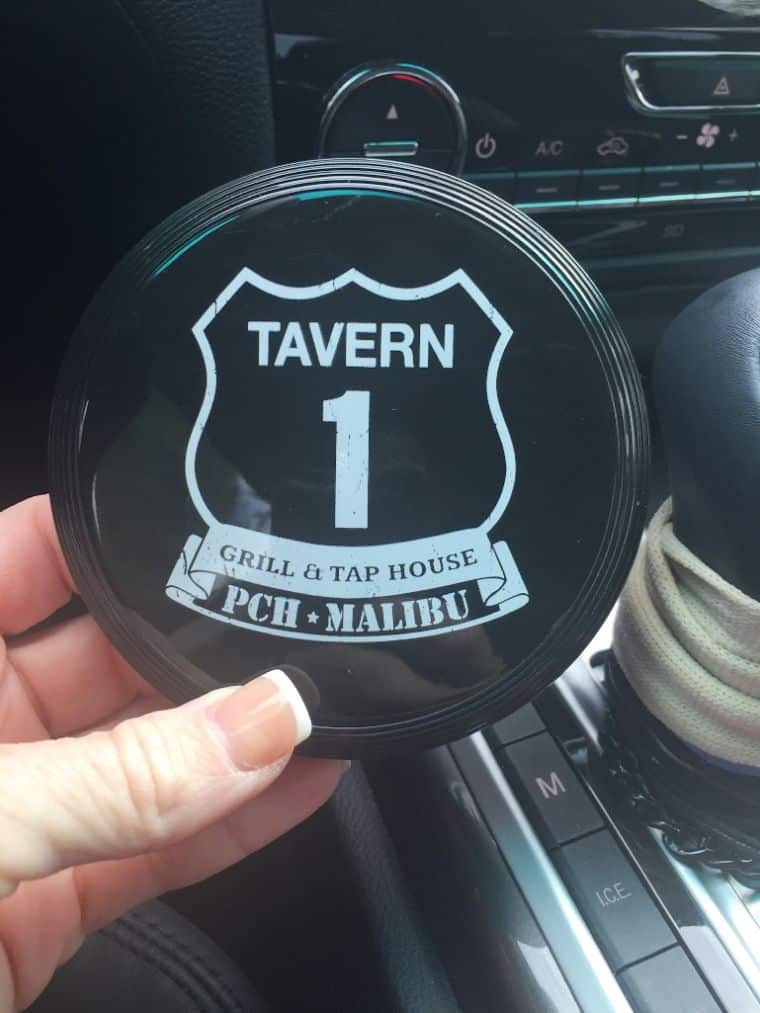 A/C
- +
TAVERN
1
GRILL & TAP HOUSE
PCH ★ MALIBU
M
I.C.E